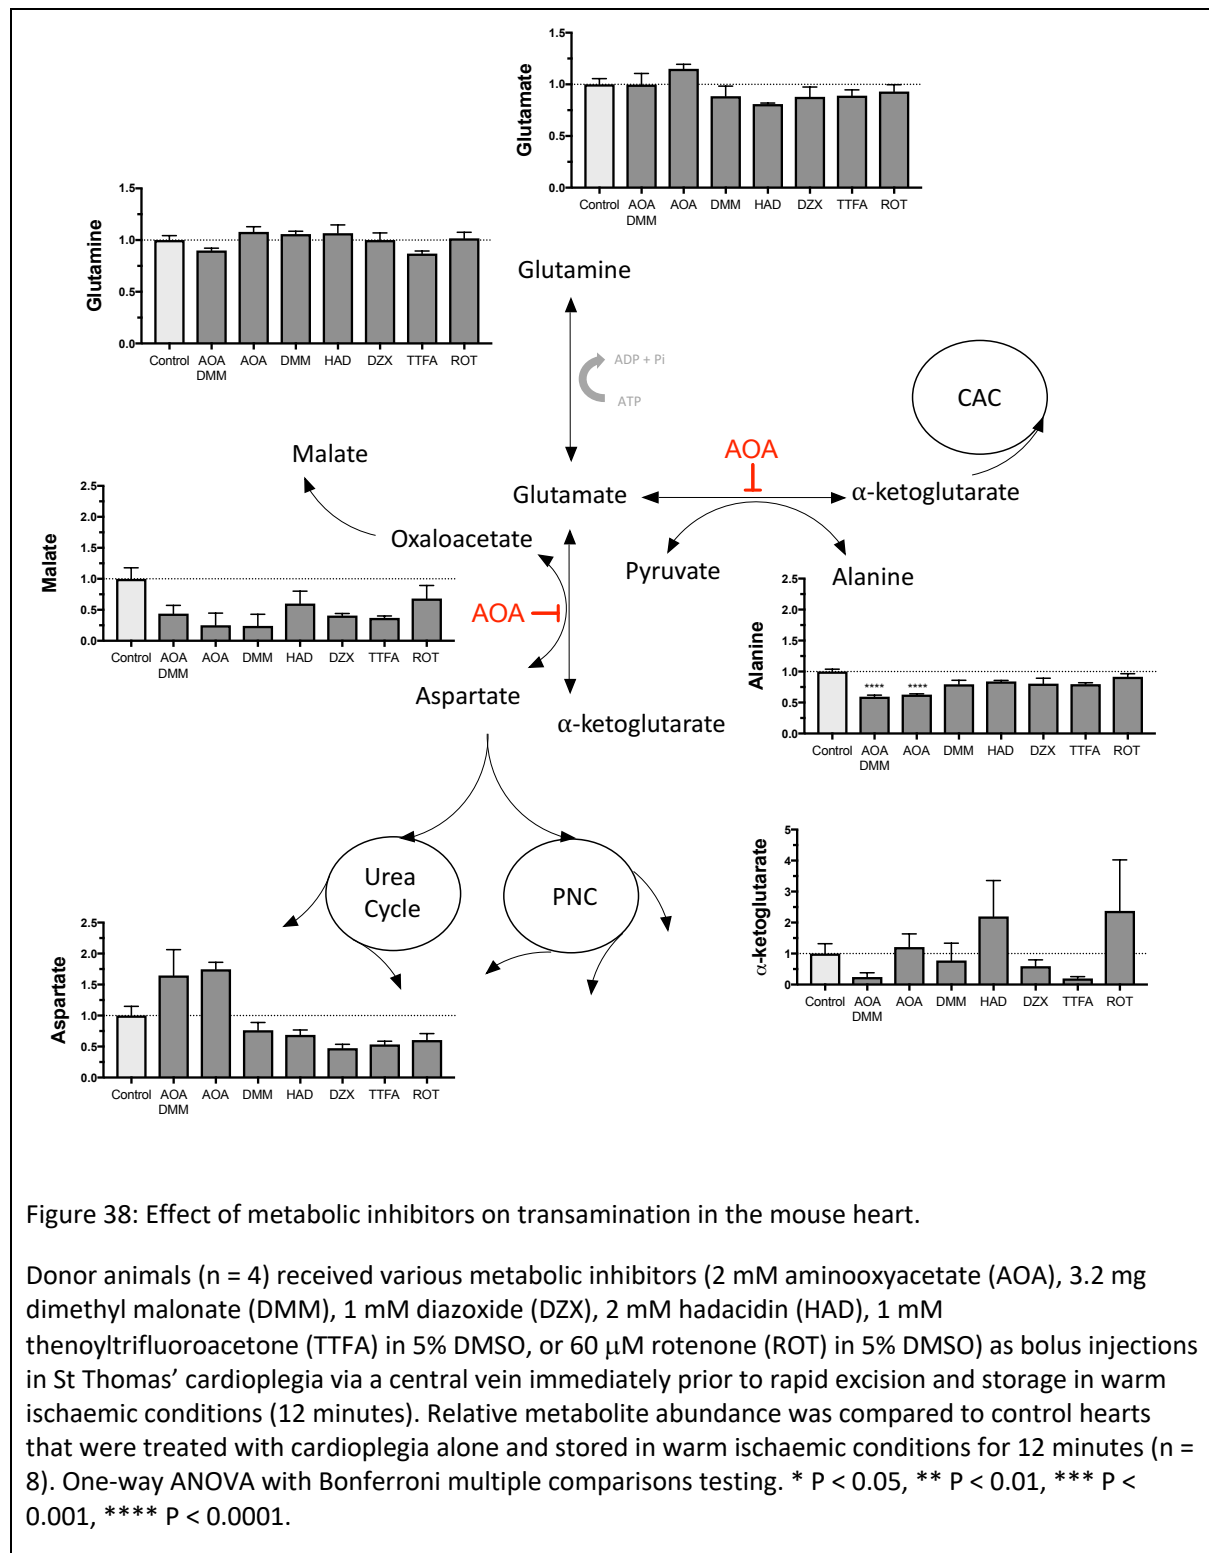 1.5
1.0
0.5
0.0
Glutamate
Control AOA DMM AOA DMM HAD DZX TTFA ROT
1.5
1.0
0.5
0.0
Glutamine
Control AOA DMM AOA DMM HAD DZX TTFA ROT
Glutamine
ADP + Pi
ATP
CAC
Malate
AOA
Glutamate
α-ketoglutarate
Oxaloacetate
Pyruvate
Alanine
AOA
Aspartate
α-ketoglutarate
2.5
2.0
1.5
1.0
0.5
0.0
Malate
Control AOA DMM AOA DMM HAD DZX TTFA ROT
2.5
2.0
1.5
1.0
0.5
0.0
Alanine
**** ****
Control AOA DMM AOA DMM HAD DZX TTFA ROT
Urea
Cycle
PNC
5
4
3
2
1
0
α-ketoglutarate
Control AOA DMM AOA DMM HAD DZX TTFA ROT
2.5
2.0
1.5
1.0
0.5
0.0
Aspartate
Control AOA DMM AOA DMM HAD DZX TTFA ROT
Figure 38: Effect of metabolic inhibitors on transamination in the mouse heart.
Donor animals (n = 4) received various metabolic inhibitors (2 mM aminooxyacetate (AOA), 3.2 mg
dimethyl malonate (DMM), 1 mM diazoxide (DZX), 2 mM hadacidin (HAD), 1 mM
thenoyltrifluoroacetone (TTFA) in 5% DMSO, or 60 μM rotenone (ROT) in 5% DMSO) as bolus injections
in St Thomas’ cardioplegia via a central vein immediately prior to rapid excision and storage in warm
ischaemic conditions (12 minutes). Relative metabolite abundance was compared to control hearts
that were treated with cardioplegia alone and stored in warm ischaemic conditions for 12 minutes (n =
8). One-way ANOVA with Bonferroni multiple comparisons testing. * P < 0.05, ** P < 0.01, *** P <
0.001, **** P < 0.0001.